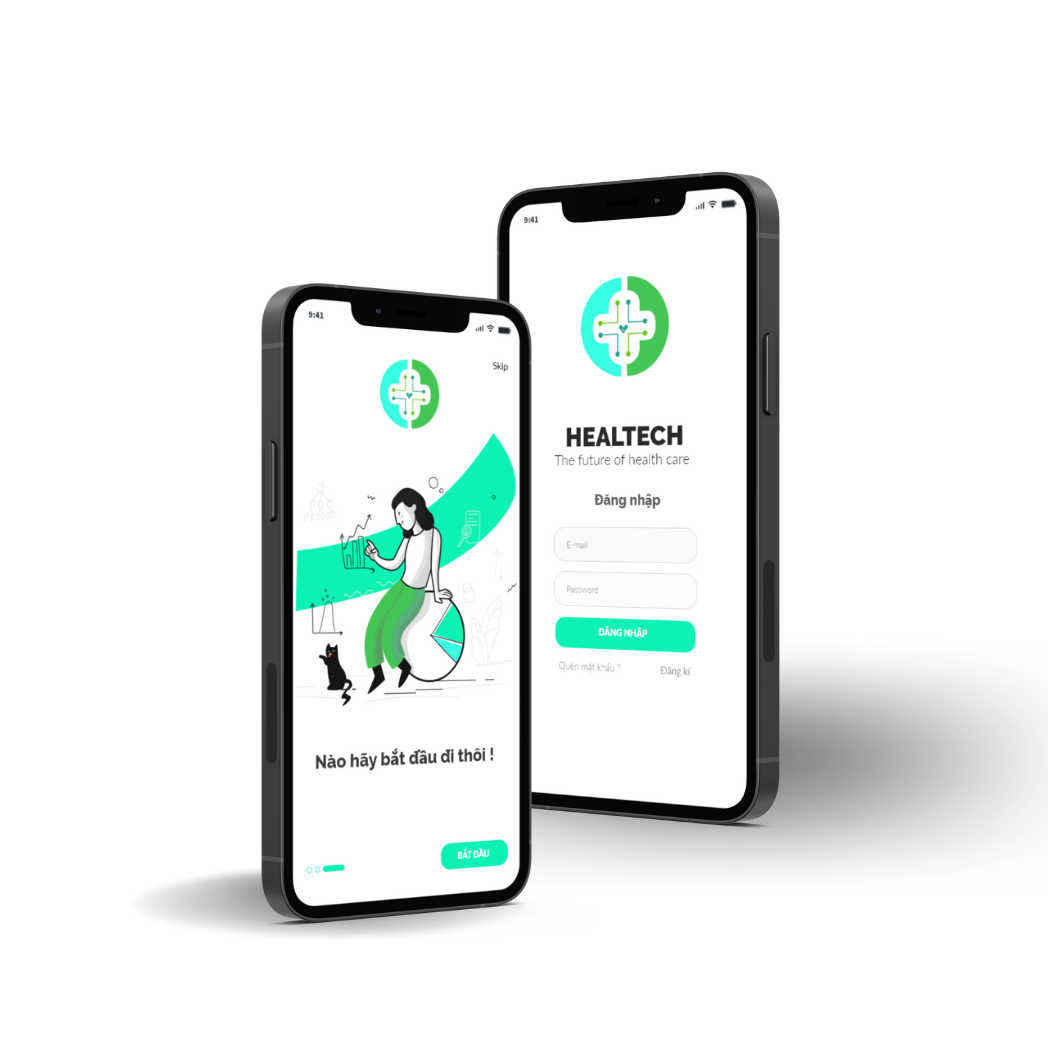 9:41
Skip
Nào hãy bắt đầu đi thôi !
BẮT ĐẦU
9:41
HEALTECH
The future of health care
Đăng nhập
E-mail
Password
ĐĂNG NHẬP
Quên mật khẩu ?
Đăng kí